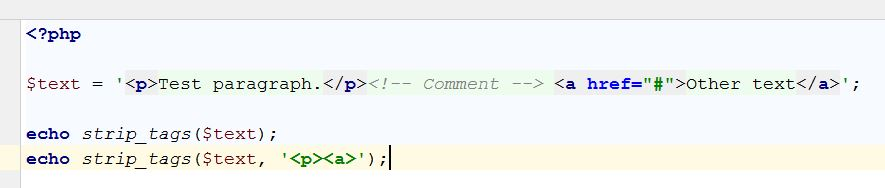 <?php
$text = '<p>Test paragraph.</p><!-- Comment --> <a href="#">Other text</a>';
echo strip_tags($text);
echo strip_tags($text, '<p><a>');